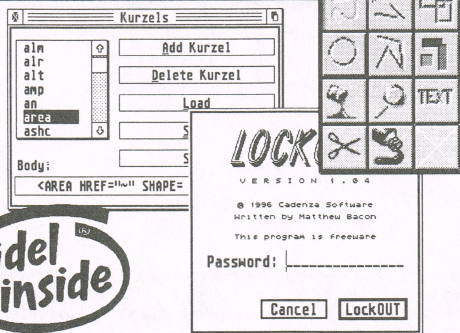 Kurzels
alm
alr
alt
amp
an
area
ashc
Add Kurzel
Delete Kurzel
Load
S
S
Body:
<AREA HREF="~" SHAPE=
TEXT
VERSION 1.04
© 1996 Cadenza Software
Written by Matthew Bacon
This program is freeware
Password:
Cancel
LockOUT
del
inside
®